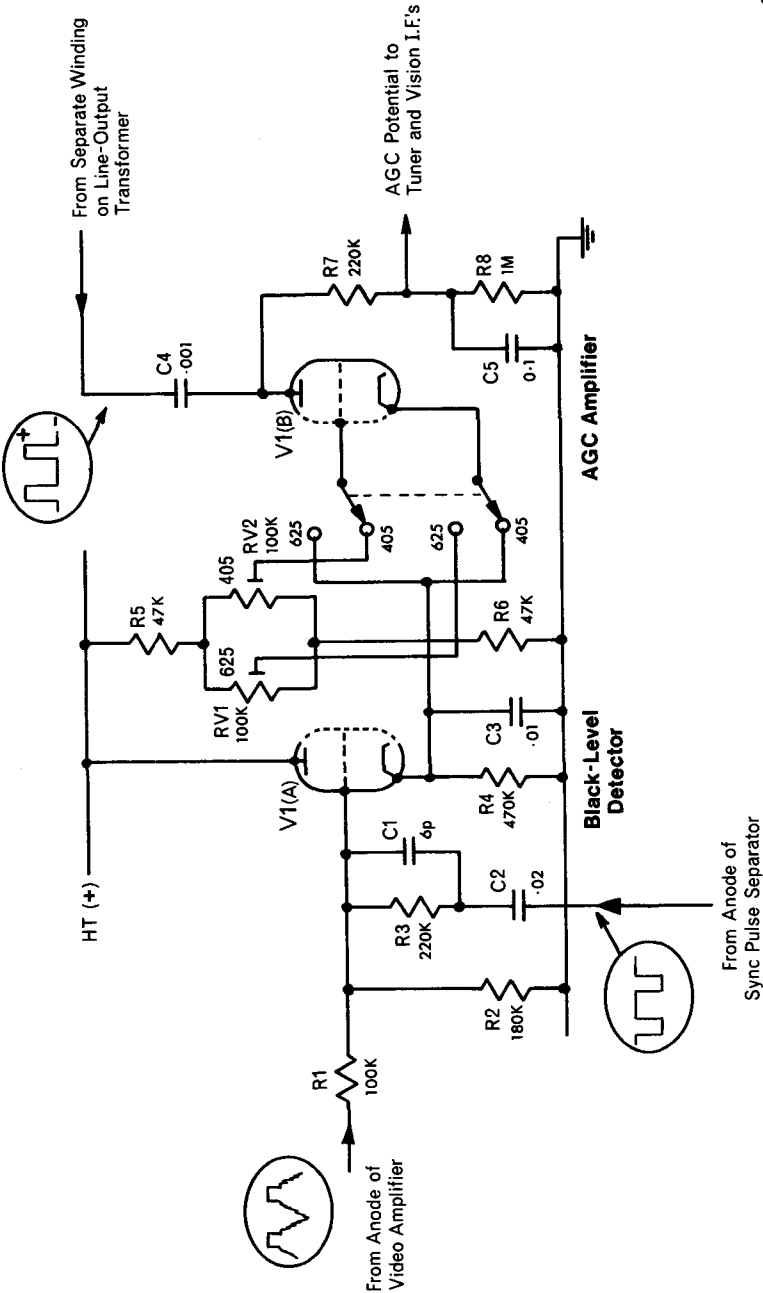 From Separate Winding
on Line-Output
Transformer
+
−
C4
.001
HT (+)
R5
47K
625
405
RV1
100K
RV2
100K
V1(A)
V1(B)
R7
220K
AGC Potential to
Tuner and Vision I.F.'s
625
405
625
405
R1
100K
From Anode of
Video Amplifier
R2
180K
R3
220K
C1
6p
C2
.02
R4
470K
C3
.01
R6
47K
C5
0.1
R8
1M
Black-Level
Detector
AGC Amplifier
From Anode of
Sync Pulse Separator